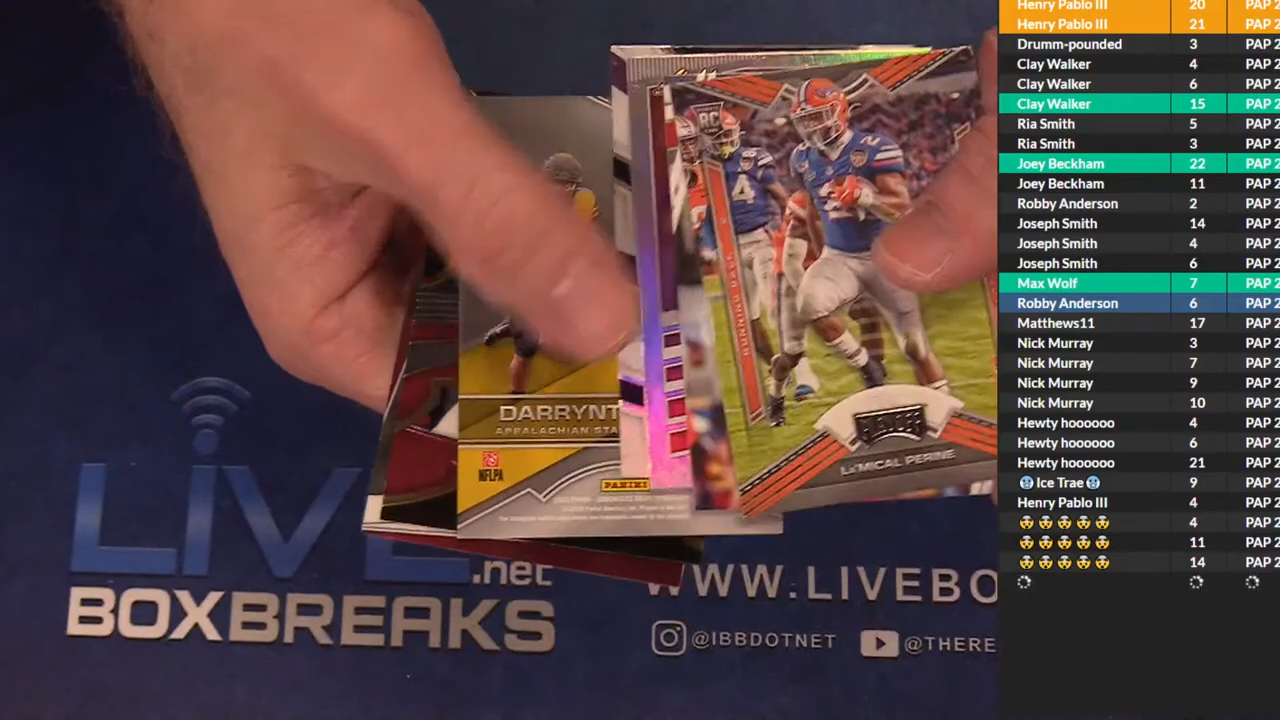 RC
4
2
RUNNING BACK
LA'MICAL PERINE
DARRYNT
APPALACHIAN STA
NFLPA
PANINI
LIVE
.net
BOXBREAKS
WWW.LIVEBO
@IBBDOTNET
@THERE
Henry Pablo III 20 PAP 2
Henry Pablo III 21 PAP 2
Drumm-pounded 3 PAP 2
Clay Walker 4 PAP 2
Clay Walker 6 PAP 2
Clay Walker 15 PAP 2
Ria Smith 5 PAP 2
Ria Smith 3 PAP 2
Joey Beckham 22 PAP 2
Joey Beckham 11 PAP 2
Robby Anderson 2 PAP 2
Joseph Smith 14 PAP 2
Joseph Smith 4 PAP 2
Joseph Smith 6 PAP 2
Max Wolf 7 PAP 2
Robby Anderson 6 PAP 2
Matthews11 17 PAP 2
Nick Murray 3 PAP 2
Nick Murray 7 PAP 2
Nick Murray 9 PAP 2
Nick Murray 10 PAP 2
Hewty hoooooo 4 PAP 2
Hewty hoooooo 6 PAP 2
Hewty hoooooo 21 PAP 2
🥶 Ice Trae 🥶 9 PAP 2
Henry Pablo III 4 PAP 2
🤯 🤯 🤯 🤯 🤯 4 PAP 2
🤯 🤯 🤯 🤯 🤯 11 PAP 2
🤯 🤯 🤯 🤯 🤯 14 PAP 2